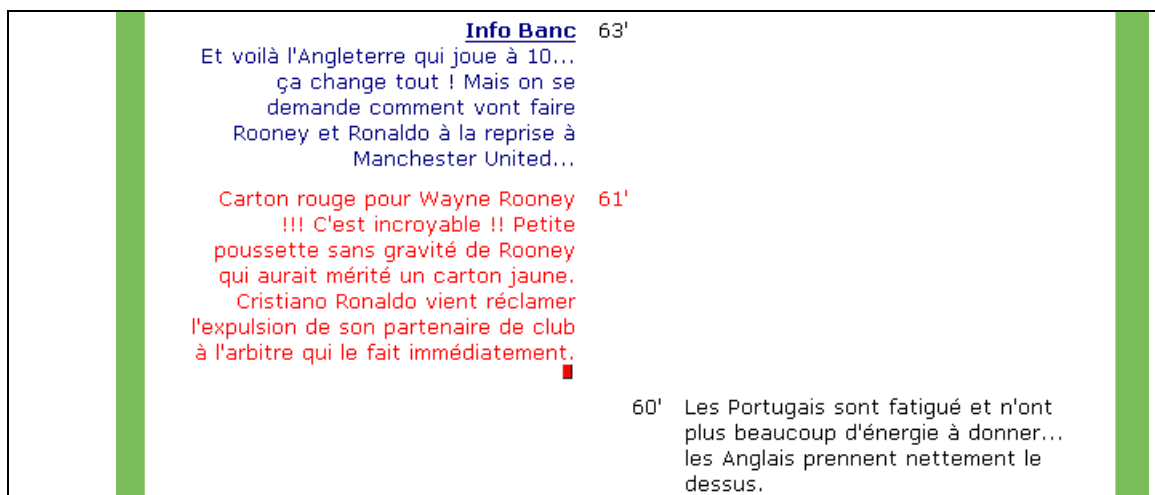 Info Banc 63'
Et voilà l'Angleterre qui joue à 10...
ça change tout ! Mais on se
demande comment vont faire
Rooney et Ronaldo à la reprise à
Manchester United...
Carton rouge pour Wayne Rooney 61'
!!! C'est incroyable !! Petite
poussette sans gravité de Rooney
qui aurait mérité un carton jaune.
Cristiano Ronaldo vient réclamer
l'expulsion de son partenaire de club
à l'arbitre qui le fait immédiatement.
60' Les Portugais sont fatigué et n'ont
plus beaucoup d'énergie à donner...
les Anglais prennent nettement le
dessus.